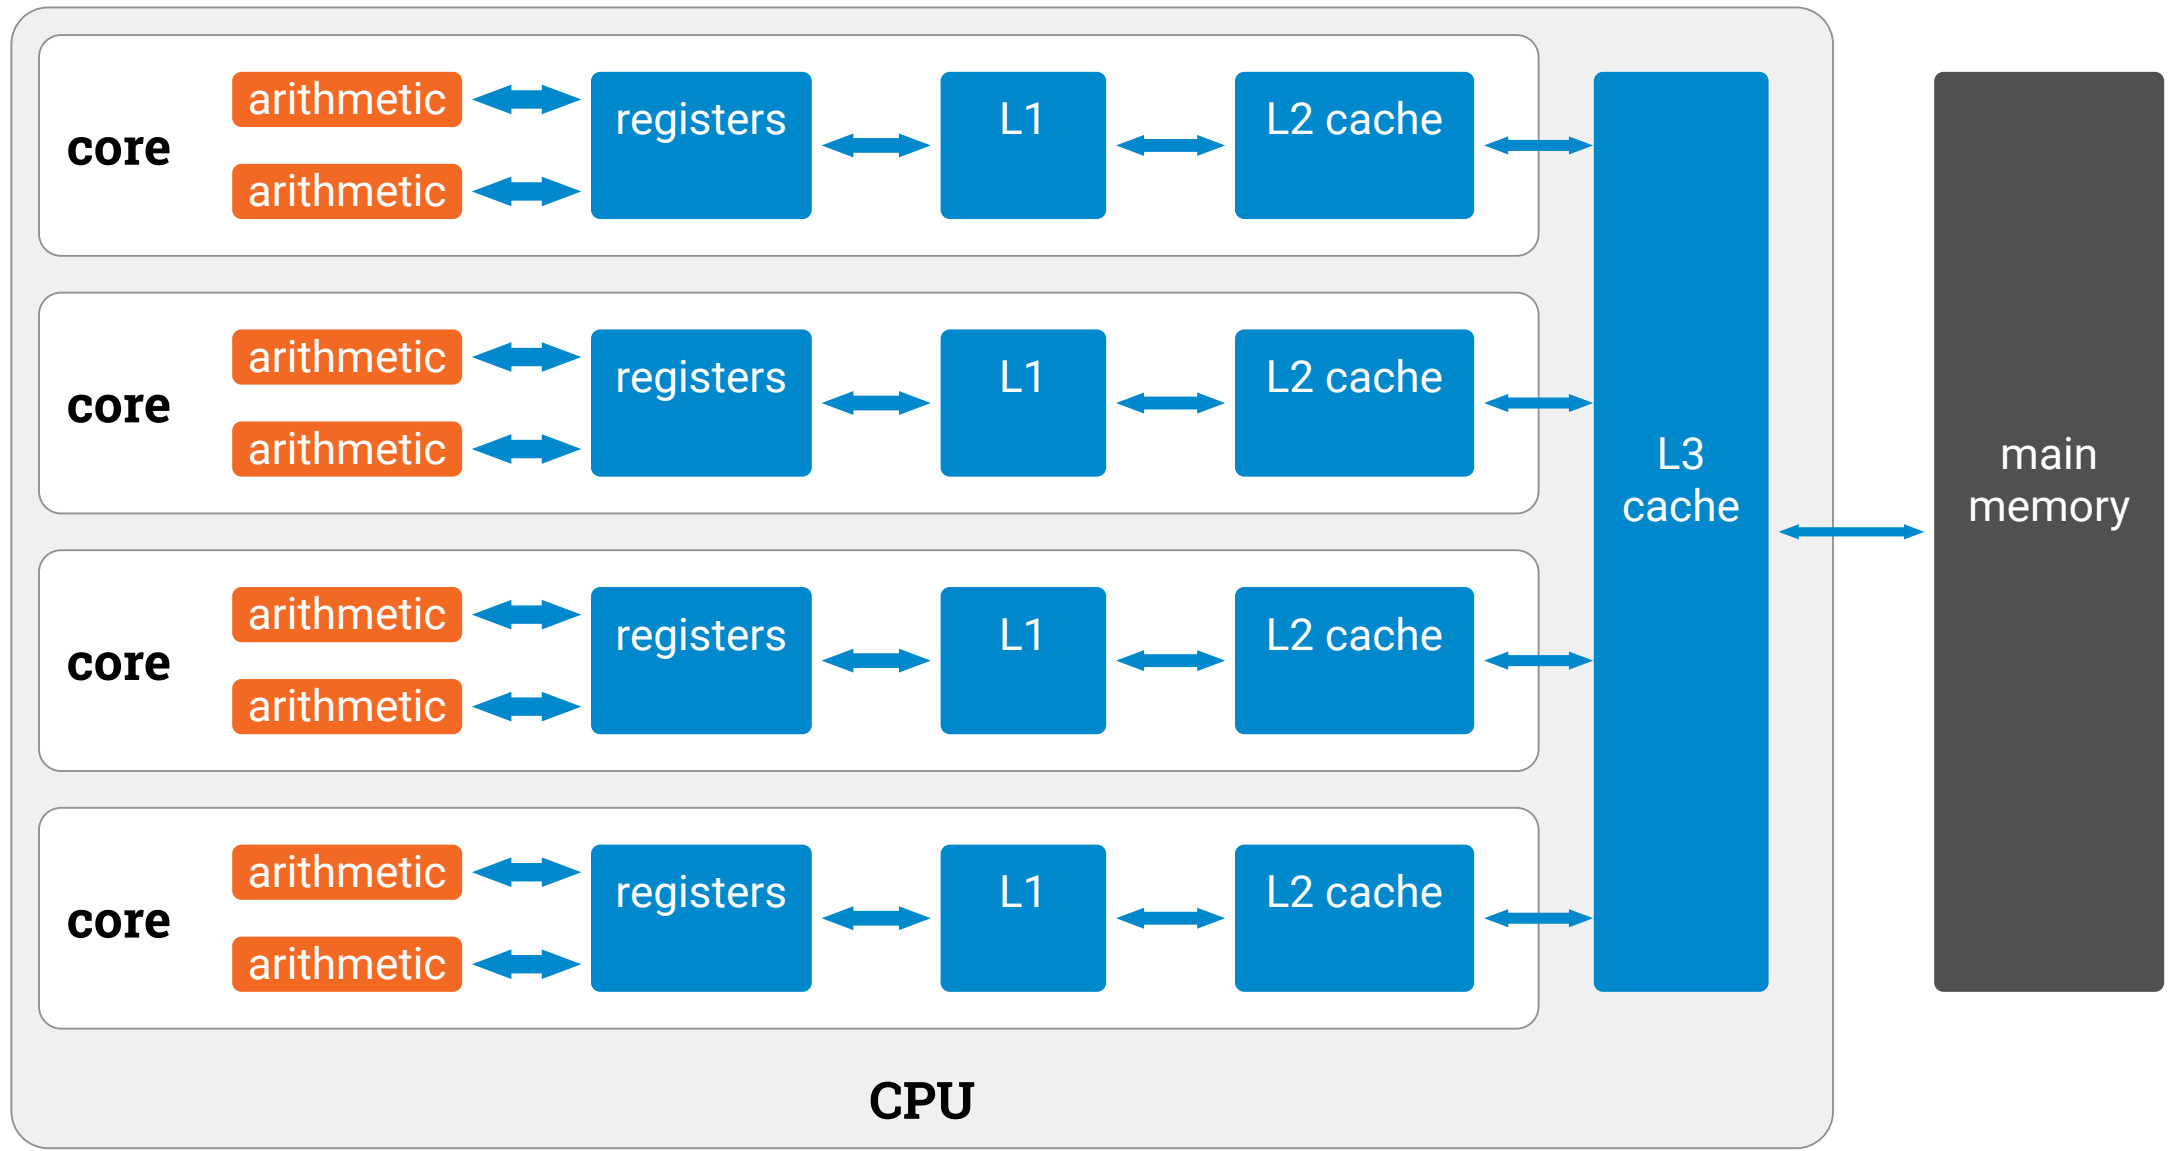 core
arithmetic
arithmetic
registers
L1
L2 cache
core
arithmetic
arithmetic
registers
L1
L2 cache
core
arithmetic
arithmetic
registers
L1
L2 cache
core
arithmetic
arithmetic
registers
L1
L2 cache
L3
cache
main
memory
CPU